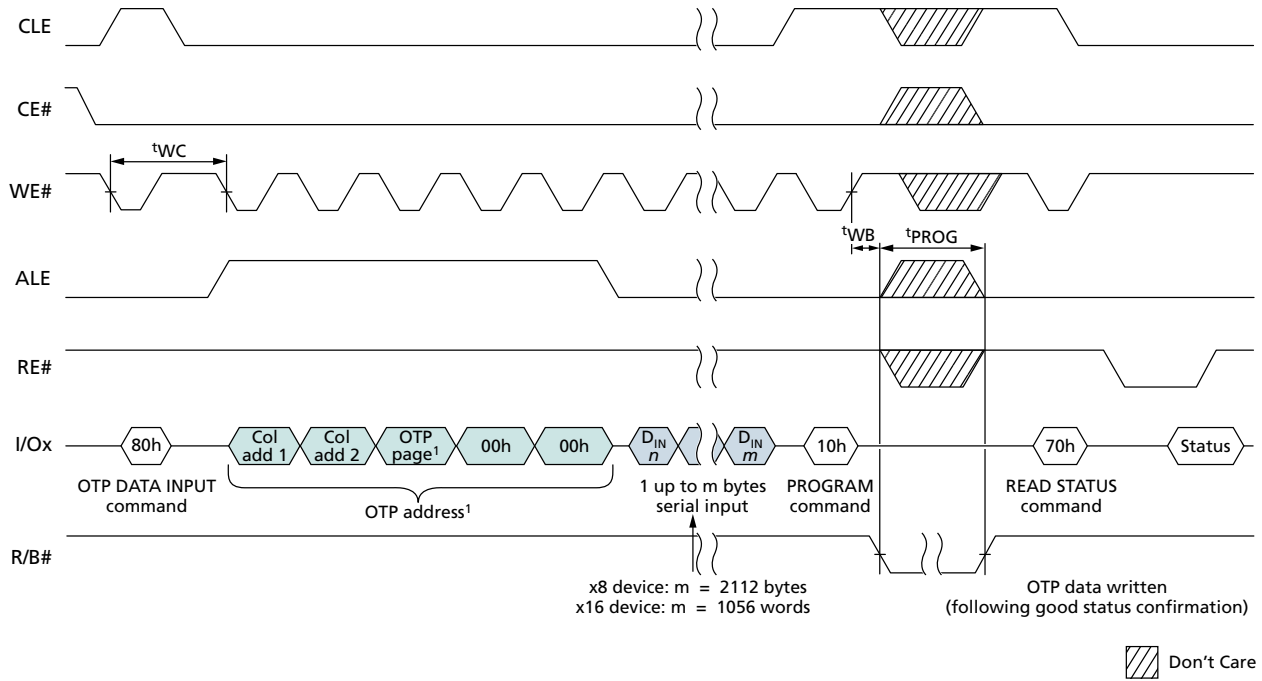 CLE
CE#
tWC
WE#
tWB
tPROG
ALE
RE#
I/Ox
80h
Col
add 1
Col
add 2
OTP
page1
00h
00h
DIN
n
DIN
m
10h
70h
Status
OTP DATA INPUT
command
OTP address1
1 up to m bytes
serial input
PROGRAM
command
READ STATUS
command
R/B#
x8 device: m = 2112 bytes
x16 device: m = 1056 words
OTP data written
(following good status confirmation)
Don't Care